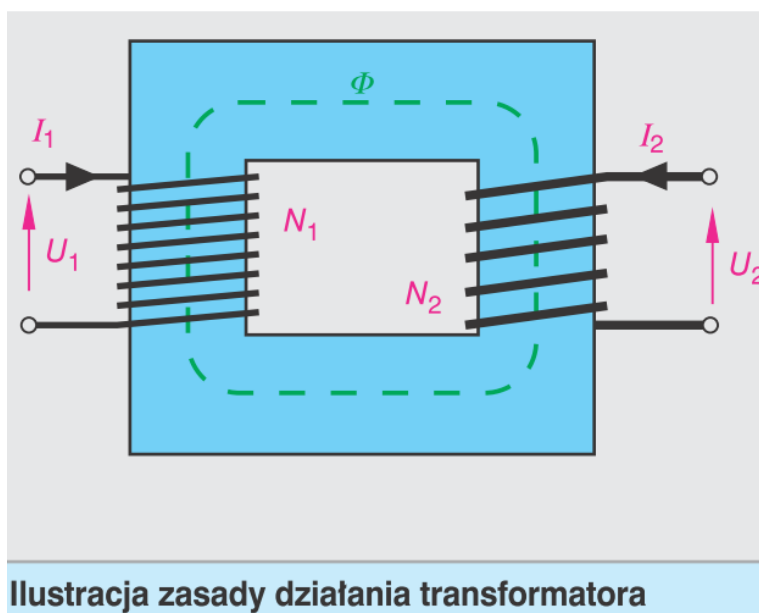 Φ
I₁
I₂
N₁
U₁
U₂
N₂
Ilustracja zasady działania transformatora